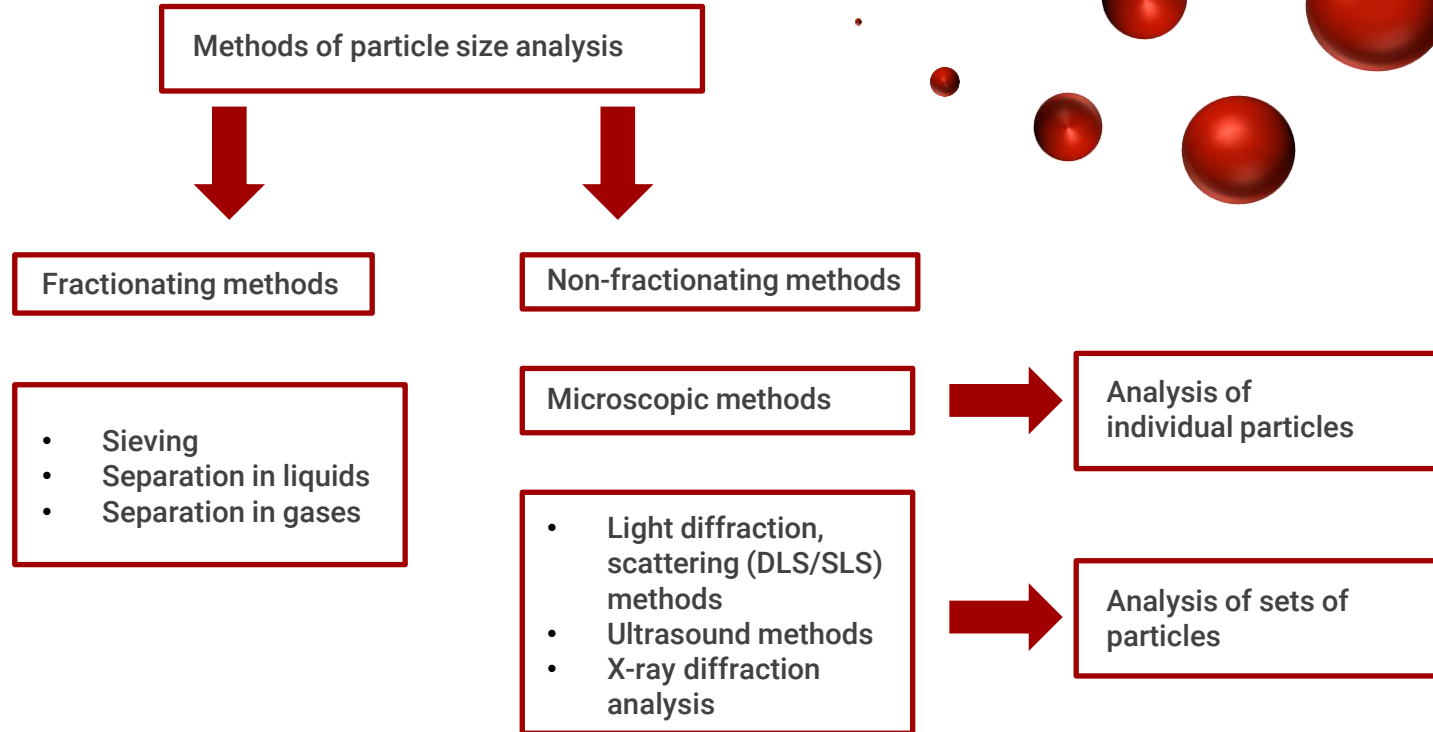 Methods of particle size analysis
Fractionating methods
Non-fractionating methods
• Sieving
• Separation in liquids
• Separation in gases
Microscopic methods
Analysis of
individual particles
• Light diffraction,
scattering (DLS/SLS)
methods
• Ultrasound methods
• X-ray diffraction
analysis
Analysis of sets of
particles